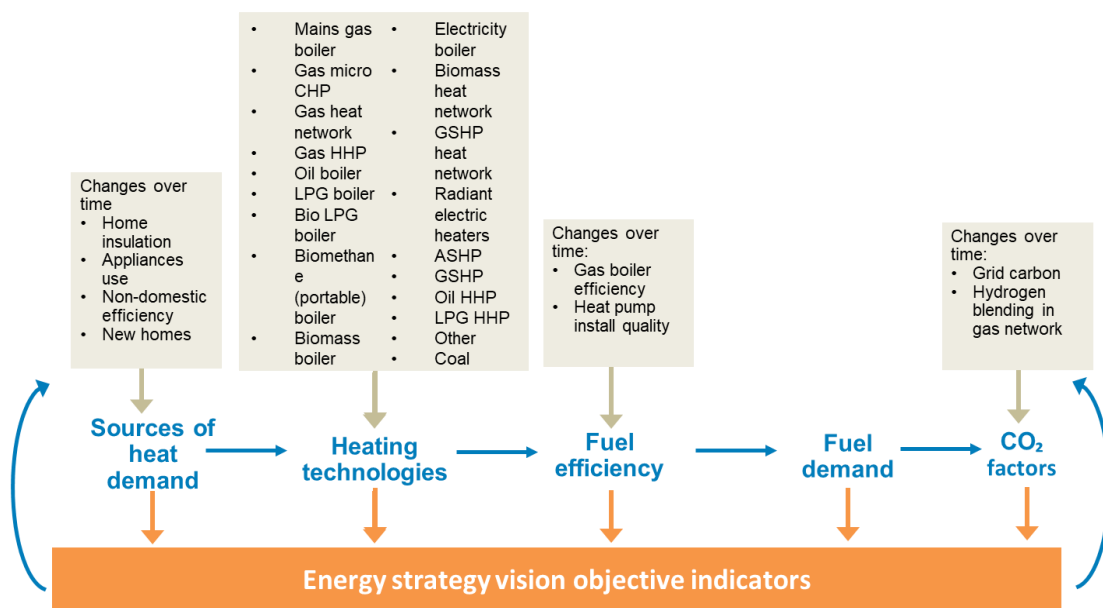 • Mains gas
boiler
• Gas micro
CHP
• Gas heat
network
• Gas HHP
• Oil boiler
• LPG boiler
• Bio LPG
boiler
• Biomethan
e
(portable)
boiler
• Biomass
boiler
• Electricity
boiler
• Biomass
heat
network
• GSHP
heat
network
• Radiant
electric
heaters
• ASHP
• GSHP
• Oil HHP
• LPG HHP
• Other
• Coal
Changes over
time
• Home
insulation
• Appliances
use
• Non-domestic
efficiency
• New homes
Changes over
time:
• Gas boiler
efficiency
• Heat pump
install quality
Changes over
time:
• Grid carbon
• Hydrogen
blending in
gas network
Sources of
heat
demand
Heating
technologies
Fuel
efficiency
Fuel
demand
CO₂
factors
Energy strategy vision objective indicators